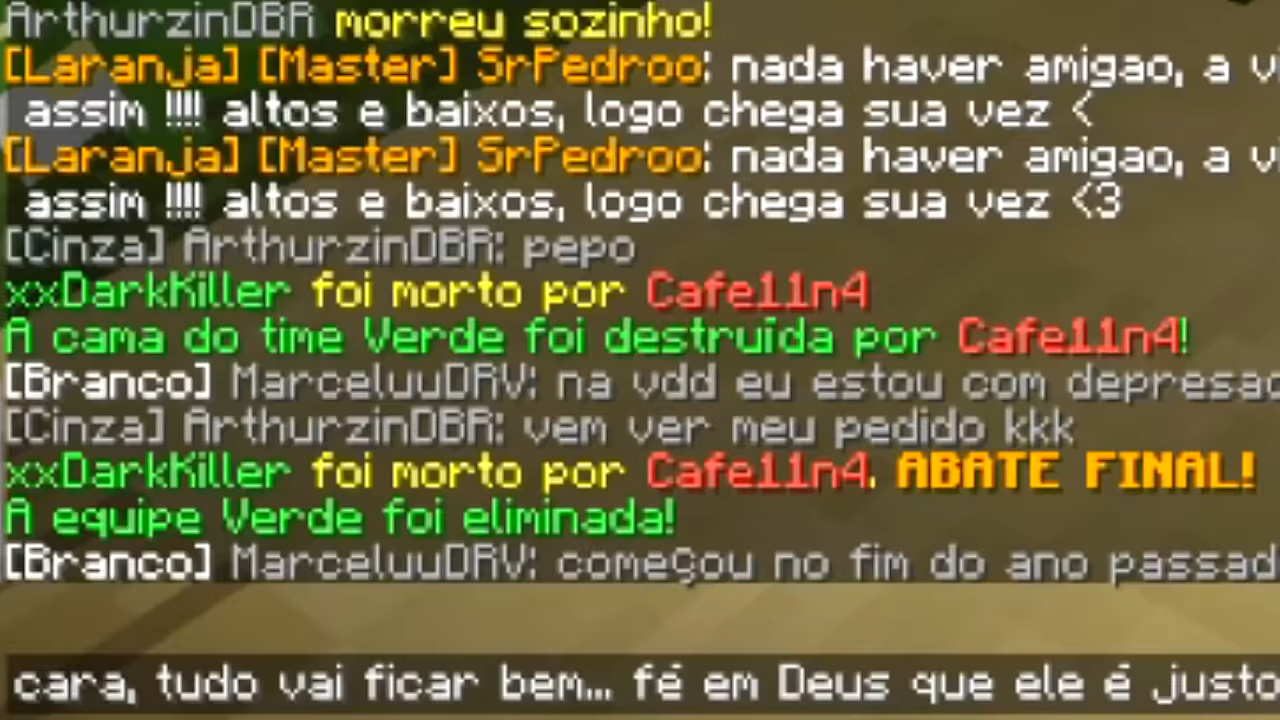 ArthurzinDBR morreu sozinho!
[Laranja] [Master] SrPedroo: nada haver amigao, a v
assim !!!! altos e baixos, logo chega sua vez <
[Laranja] [Master] SrPedroo: nada haver amigao, a v
assim !!!! altos e baixos, logo chega sua vez <3
[Cinza] ArthurzinDBR: pepo
xxDarkKiller foi morto por Cafe11n4
A cama do time Verde foi destruída por Cafe11n4!
[Branco] MarceluuDRV: na vdd eu estou com depresao
[Cinza] ArthurzinDBR: vem ver meu pedido kkk
xxDarkKiller foi morto por Cafe11n4. ABATE FINAL!
A equipe Verde foi eliminada!
[Branco] MarceluuDRV: começou no fim do ano passad
cara, tudo vai ficar bem... fé em Deus que ele é justo